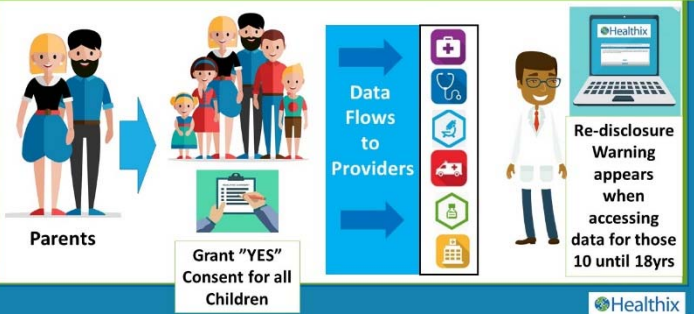 Parents
Grant "YES"
Consent for all
Children
Data
Flows
to
Providers
Healthix
Re-disclosure
Warning
appears
when
accessing
data for those
10 until 18yrs
Healthix